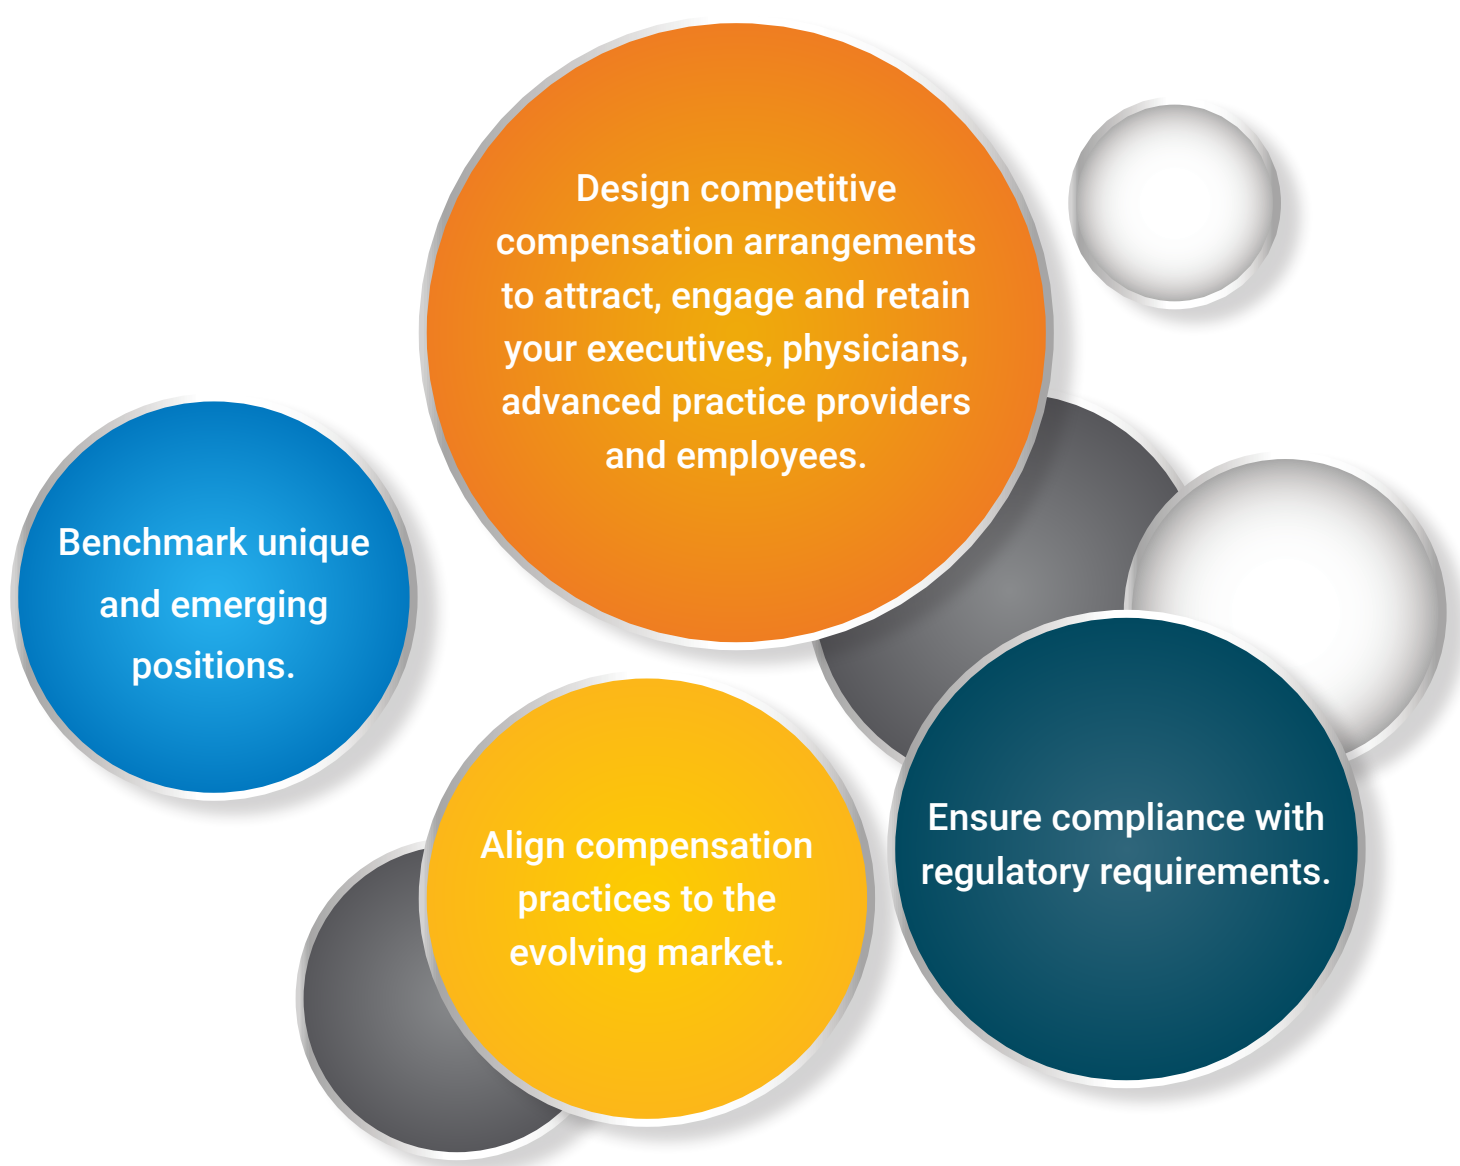 Design competitive
compensation arrangements
to attract, engage and retain
your executives, physicians,
advanced practice providers
and employees.
Benchmark unique
and emerging
positions.
Align compensation
practices to the
evolving market.
Ensure compliance with
regulatory requirements.